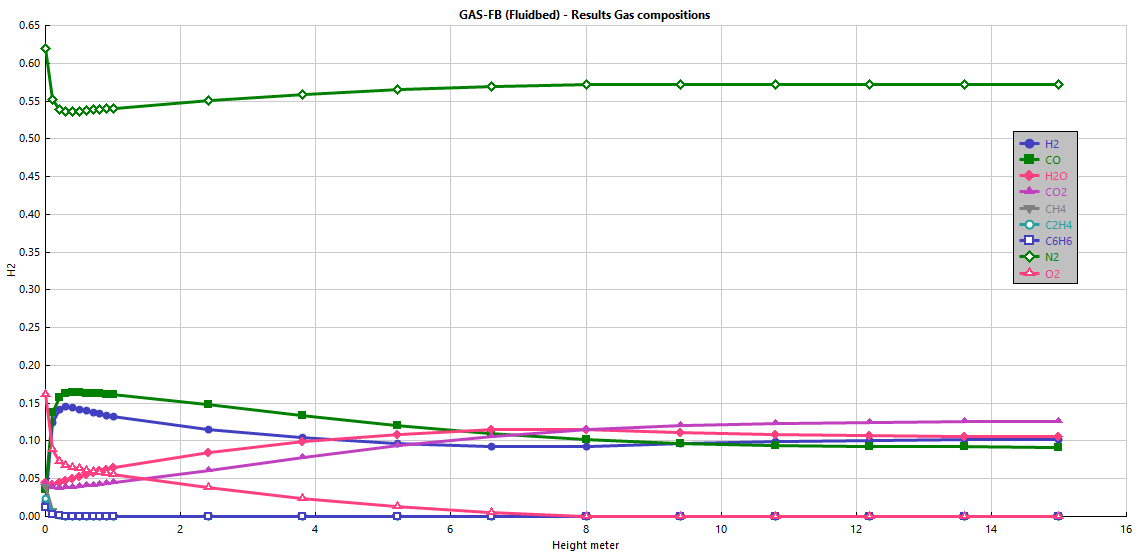 GAS-FB (Fluidbed) - Results Gas compositions
0.65
0.60
0.55
0.50
0.45
0.40
0.35
0.30
0.25
0.20
0.15
0.10
0.05
0.00
H2
H2
CO
H2O
CO2
CH4
C2H4
C6H6
N2
O2
0 2 4 6 8 10 12 14 16
Height meter